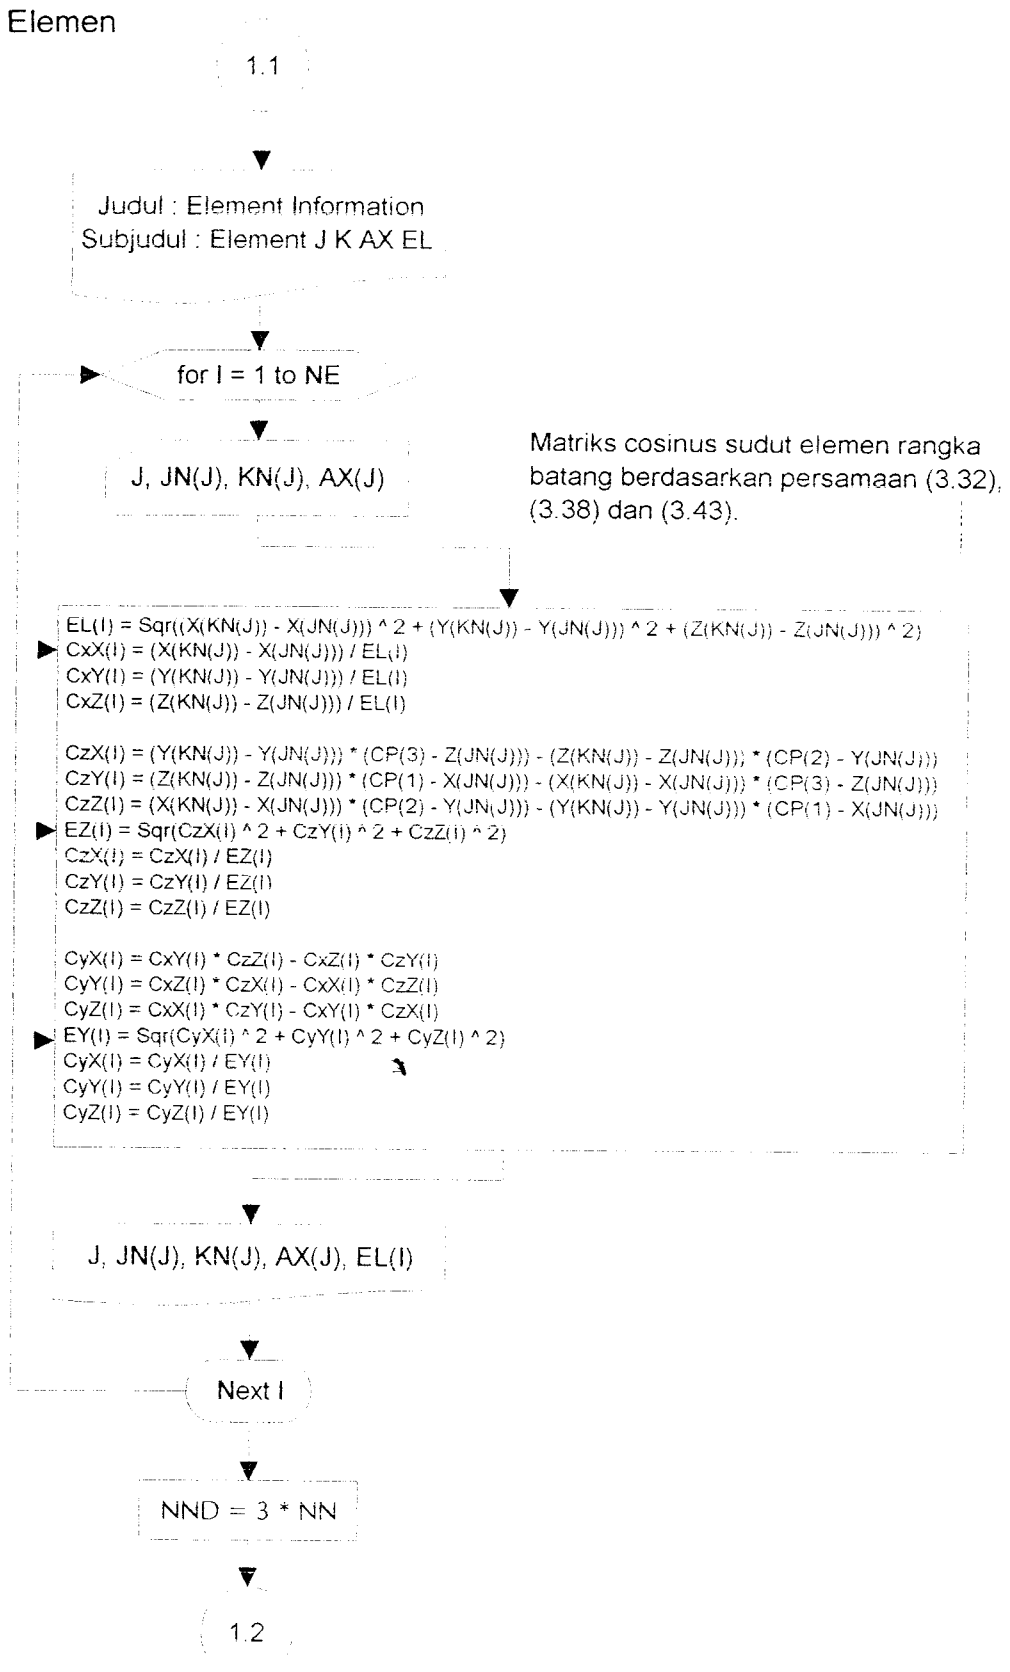 Elemen
1.1
Judul : Element Information
Subjudul : Element J K AX EL
for I = 1 to NE
J, JN(J), KN(J), AX(J)
Matriks cosinus sudut elemen rangka
batang berdasarkan persamaan (3.32),
(3.38) dan (3.43).
EL(I) = Sqr((X(KN(J)) - X(JN(J))) ^ 2 + (Y(KN(J)) - Y(JN(J))) ^ 2 + (Z(KN(J)) - Z(JN(J))) ^ 2)
CxX(I) = (X(KN(J)) - X(JN(J))) / EL(I)
CxY(I) = (Y(KN(J)) - Y(JN(J))) / EL(I)
CxZ(I) = (Z(KN(J)) - Z(JN(J))) / EL(I)
CzX(I) = (Y(KN(J)) - Y(JN(J))) * (CP(3) - Z(JN(J))) - (Z(KN(J)) - Z(JN(J))) * (CP(2) - Y(JN(J)))
CzY(I) = (Z(KN(J)) - Z(JN(J))) * (CP(1) - X(JN(J))) - (X(KN(J)) - X(JN(J))) * (CP(3) - Z(JN(J)))
CzZ(I) = (X(KN(J)) - X(JN(J))) * (CP(2) - Y(JN(J))) - (Y(KN(J)) - Y(JN(J))) * (CP(1) - X(JN(J)))
EZ(I) = Sqr(CzX(I) ^ 2 + CzY(I) ^ 2 + CzZ(I) ^ 2)
CzX(I) = CzX(I) / EZ(I)
CzY(I) = CzY(I) / EZ(I)
CzZ(I) = CzZ(I) / EZ(I)
CyX(I) = CxY(I) * CzZ(I) - CxZ(I) * CzY(I)
CyY(I) = CxZ(I) * CzX(I) - CxX(I) * CzZ(I)
CyZ(I) = CxX(I) * CzY(I) - CxY(I) * CzX(I)
EY(I) = Sqr(CyX(I) ^ 2 + CyY(I) ^ 2 + CyZ(I) ^ 2)
CyX(I) = CyX(I) / EY(I)
CyY(I) = CyY(I) / EY(I)
CyZ(I) = CyZ(I) / EY(I)
J, JN(J), KN(J), AX(J), EL(I)
Next I
NND = 3 * NN
1.2